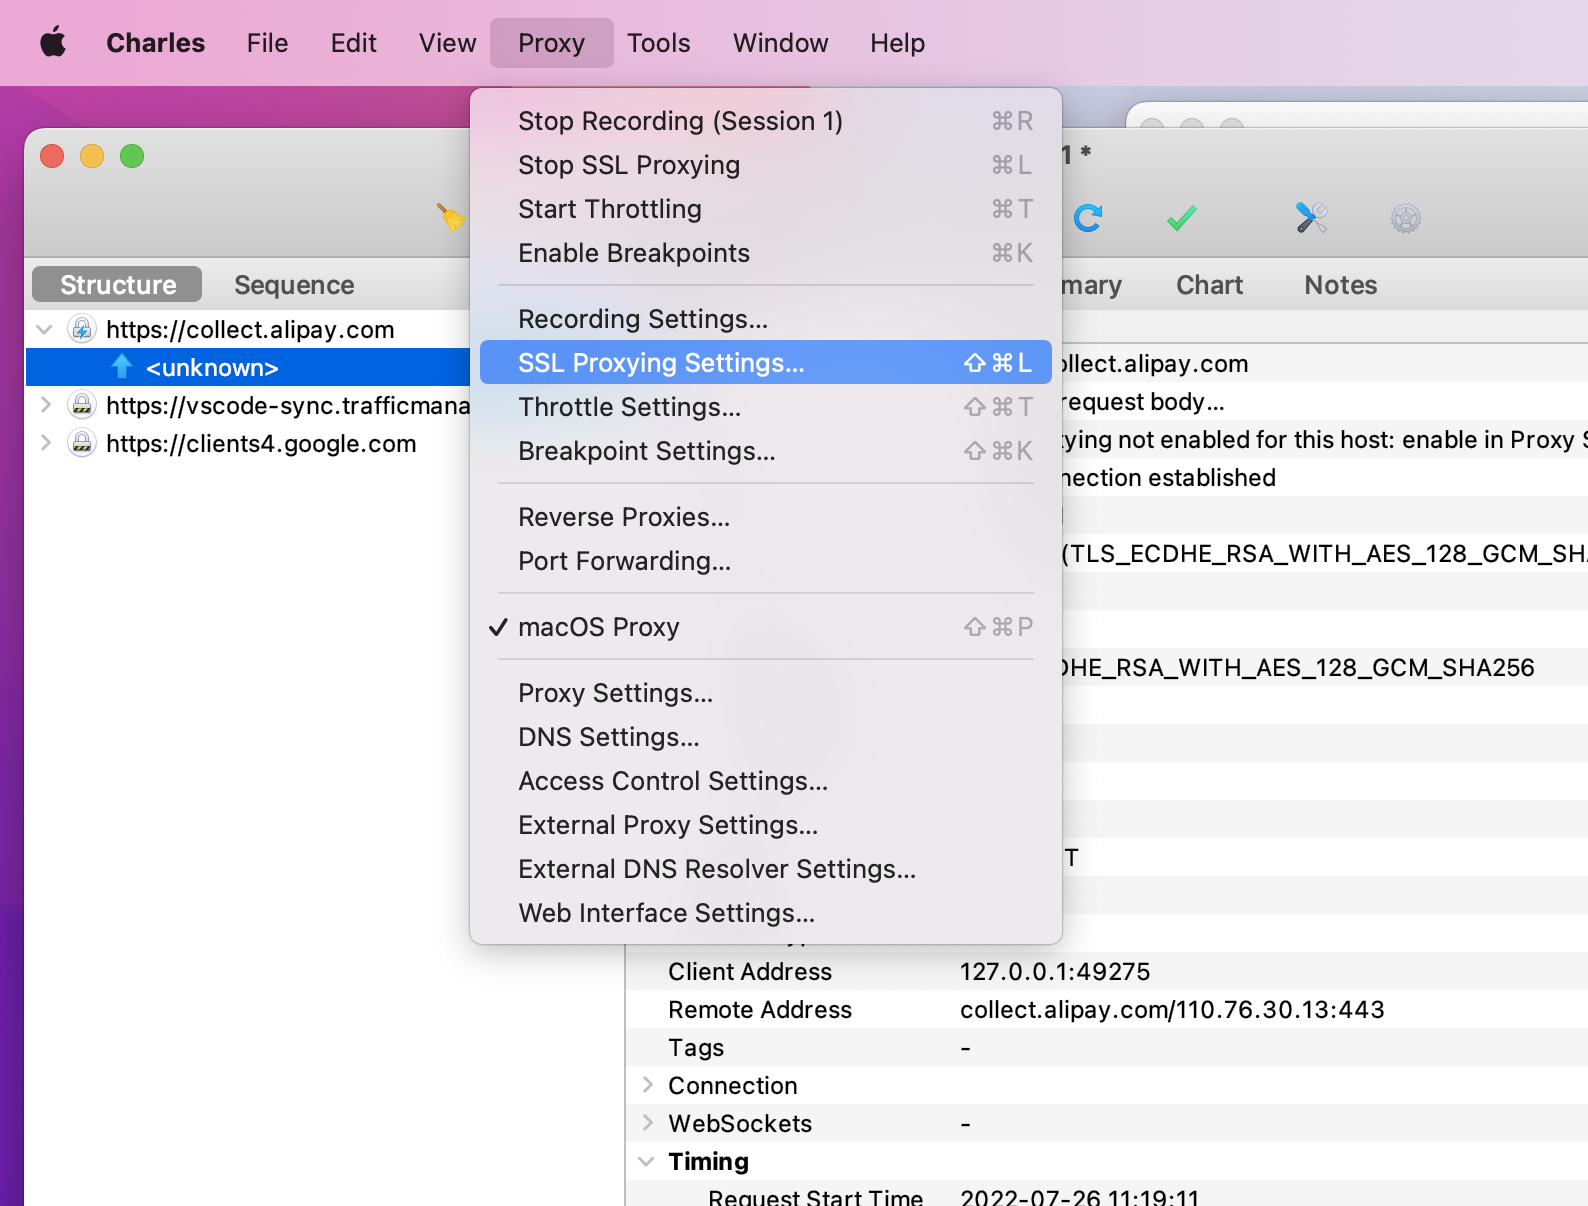 Charles File Edit View Proxy Tools Window Help
Stop Recording (Session 1) ⌘R
Stop SSL Proxying ⌘L
Start Throttling ⌘T
Enable Breakpoints ⌘K
Recording Settings...
SSL Proxying Settings... ⇧⌘L
Throttle Settings... ⇧⌘T
Breakpoint Settings... ⇧⌘K
Reverse Proxies...
Port Forwarding...
✓ macOS Proxy ⇧⌘P
Proxy Settings...
DNS Settings...
Access Control Settings...
External Proxy Settings...
External DNS Resolver Settings...
Web Interface Settings...
1 *
Structure Sequence
https://collect.alipay.com
<unknown>
https://vscode-sync.trafficmana
https://clients4.google.com
mary Chart Notes
ollect.alipay.com
request body...
ying not enabled for this host: enable in Proxy S
nection established
(TLS_ECDHE_RSA_WITH_AES_128_GCM_SHA
DHE_RSA_WITH_AES_128_GCM_SHA256
T
Client Address 127.0.0.1:49275
Remote Address collect.alipay.com/110.76.30.13:443
Tags -
Connection
WebSockets -
Timing
Request Start Time 2022-07-26 11:19:11